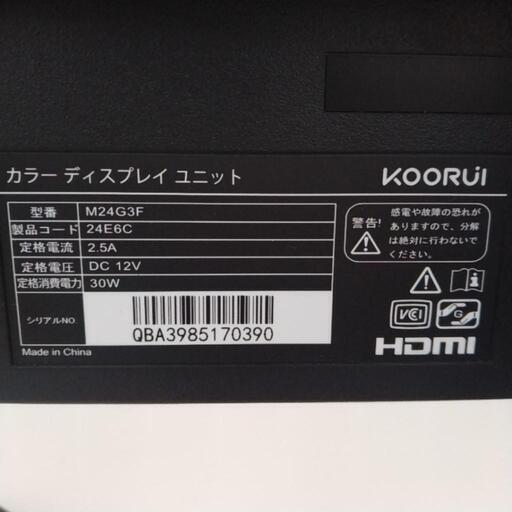 カラー ディスプレイ ユニット
KOORUI
型番 M24G3F
製品コード 24E6C
定格電流 2.5A
定格電圧 DC 12V
定格消費電力 30W
シリアルNO.
QBA3985170390
Made in China
警告!
感電や故障の恐れが
ありますので、分解
は絶対に行わないで
ください。
VCCI
G
HDMI